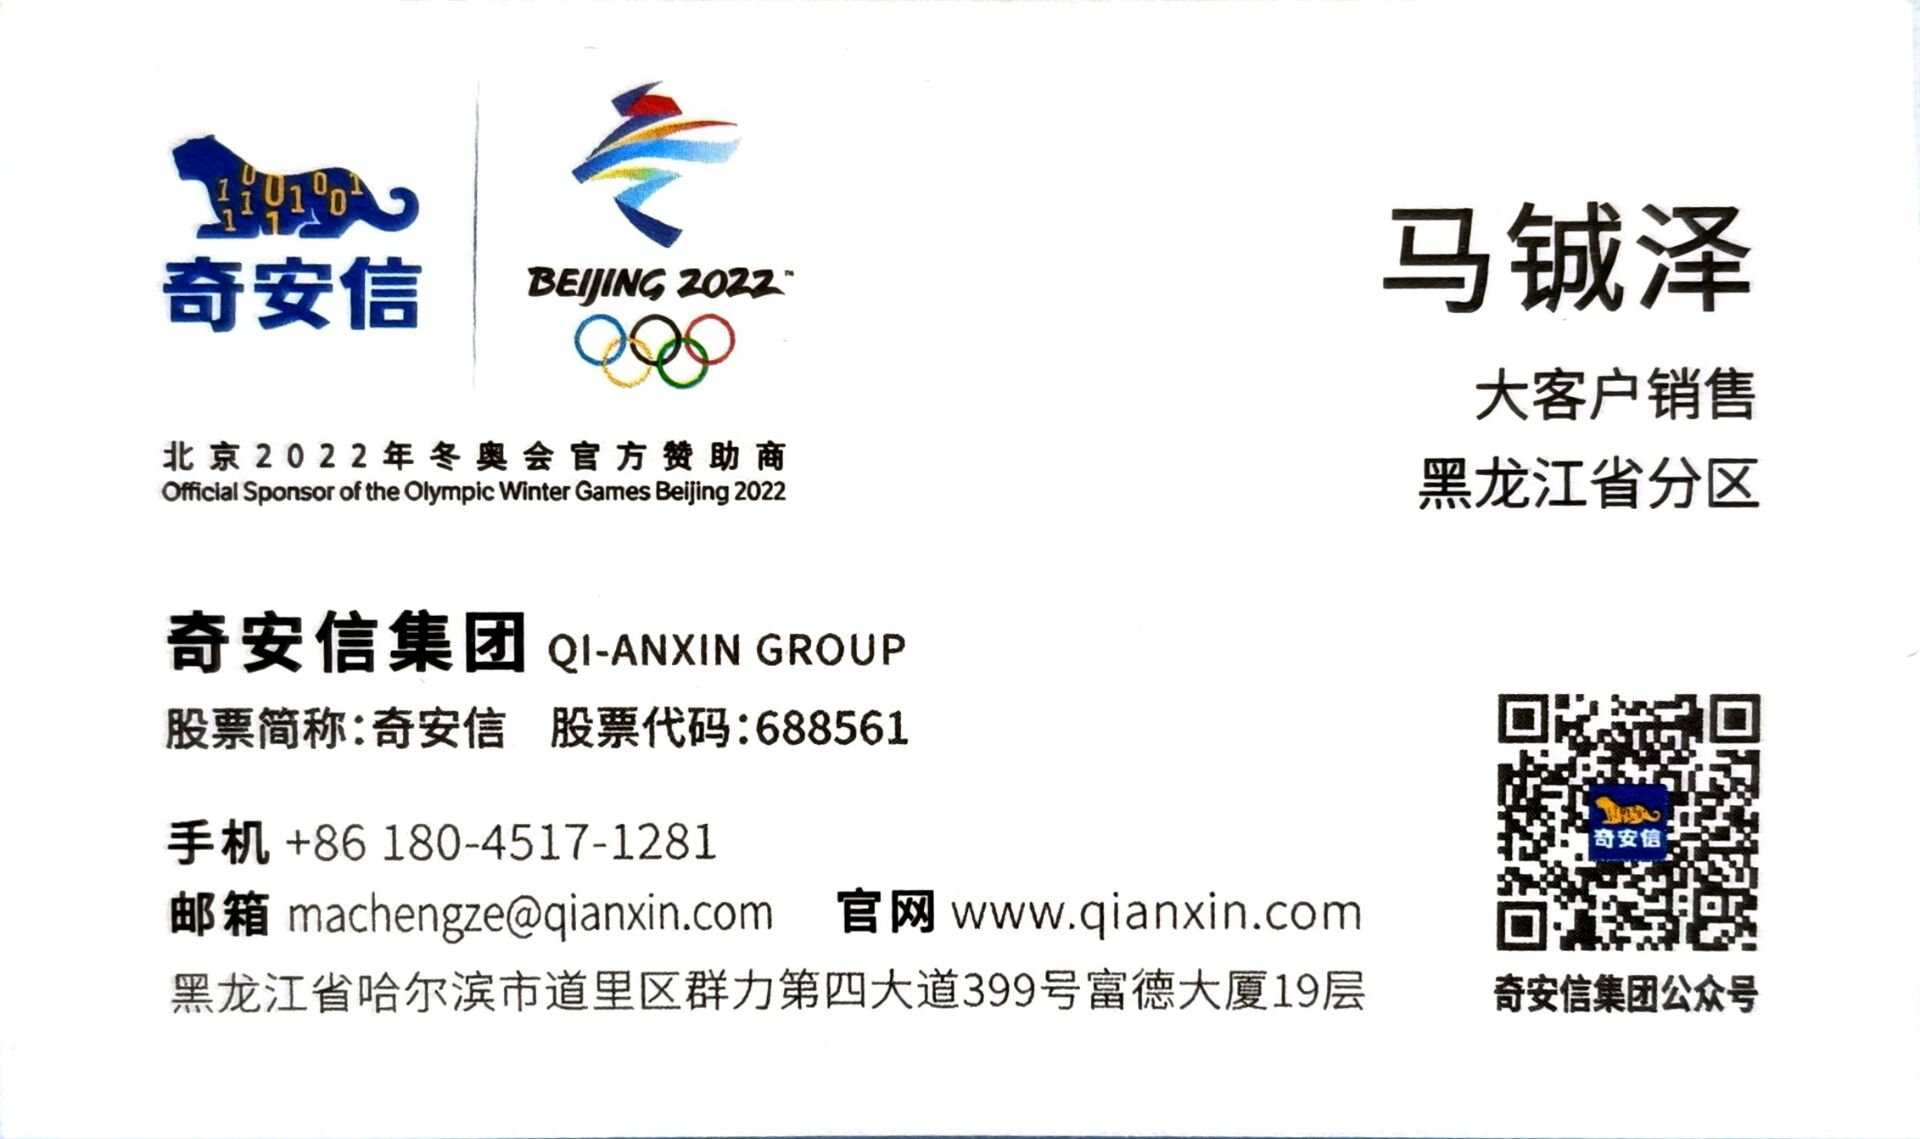 奇安信
BEIJING 2022™
北京2022年冬奥会官方赞助商
Official Sponsor of the Olympic Winter Games Beijing 2022
马铖泽
大客户销售
黑龙江省分区
奇安信集团 QI-ANXIN GROUP
股票简称：奇安信 股票代码：688561
手机 +86 180-4517-1281
邮箱 machengze@qianxin.com 官网 www.qianxin.com
黑龙江省哈尔滨市道里区群力第四大道399号富德大厦19层
奇安信
奇安信集团公众号